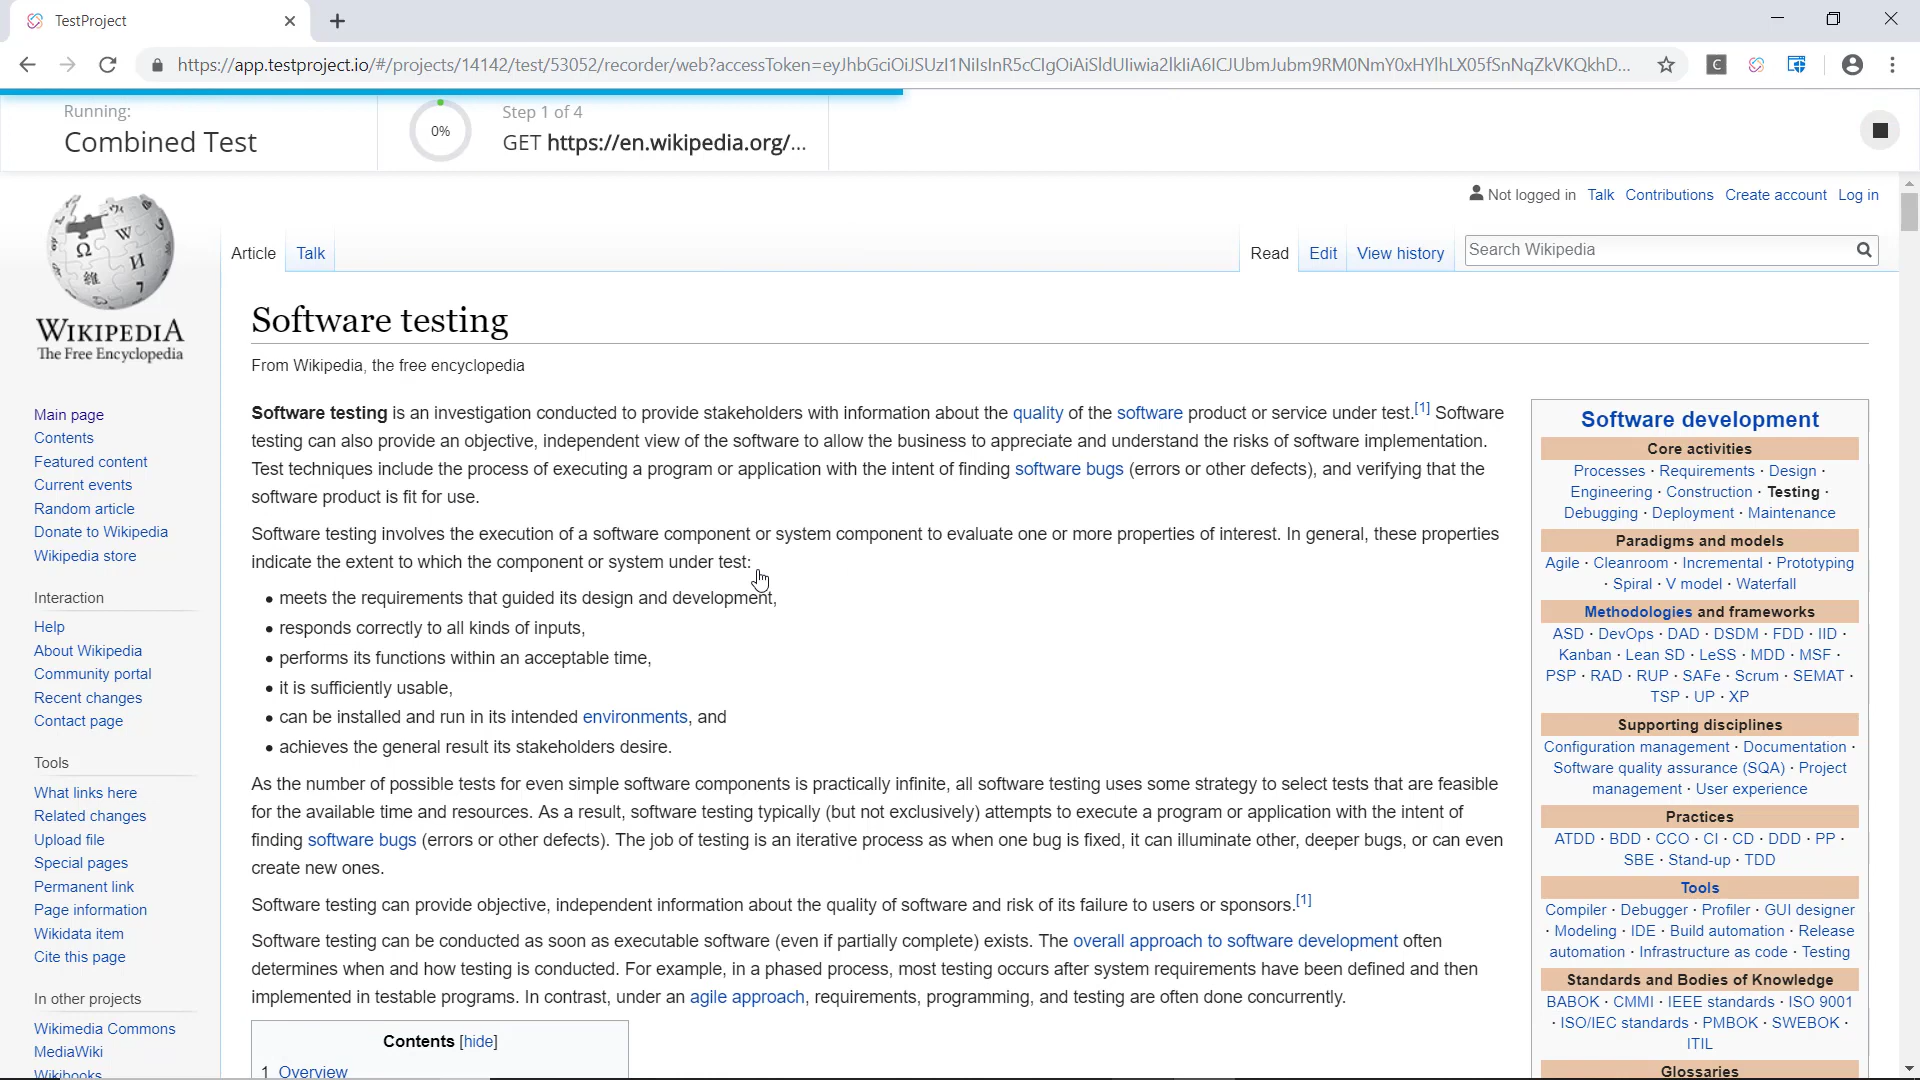 TestProject
https://app.testproject.io/#/projects/14142/test/53052/recorder/web?accessToken=
Running:
Combined Test
0%
Step 1 of 4
GET https://en.wikipedia.org/...
Not logged in Talk Contributions Create account Log in
Article Talk Read Edit View history Search Wikipedia
WIKIPEDIA
The Free Encyclopedia
Main page
Contents
Featured content
Current events
Random article
Donate to Wikipedia
Wikipedia store
Interaction
Help
About Wikipedia
Community portal
Recent changes
Contact page
Tools
What links here
Related changes
Upload file
Special pages
Permanent link
Page information
Wikidata item
Cite this page
In other projects
Wikimedia Commons
MediaWiki
Wikibooks
Software testing
From Wikipedia, the free encyclopedia
Software testing is an investigation conducted to provide stakeholders with information about the quality of the software product or service under test.[1] Software
testing can also provide an objective, independent view of the software to allow the business to appreciate and understand the risks of software implementation.
Test techniques include the process of executing a program or application with the intent of finding software bugs (errors or other defects), and verifying that the
software product is fit for use.
Software testing involves the execution of a software component or system component to evaluate one or more properties of interest. In general, these properties
indicate the extent to which the component or system under test:
• meets the requirements that guided its design and development,
• responds correctly to all kinds of inputs,
• performs its functions within an acceptable time,
• it is sufficiently usable,
• can be installed and run in its intended environments, and
• achieves the general result its stakeholders desire.
As the number of possible tests for even simple software components is practically infinite, all software testing uses some strategy to select tests that are feasible
for the available time and resources. As a result, software testing typically (but not exclusively) attempts to execute a program or application with the intent of
finding software bugs (errors or other defects). The job of testing is an iterative process as when one bug is fixed, it can illuminate other, deeper bugs, or can even
create new ones.
Software testing can provide objective, independent information about the quality of software and risk of its failure to users or sponsors.[1]
Software testing can be conducted as soon as executable software (even if partially complete) exists. The overall approach to software development often
determines when and how testing is conducted. For example, in a phased process, most testing occurs after system requirements have been defined and then
implemented in testable programs. In contrast, under an agile approach, requirements, programming, and testing are often done concurrently.
Contents [hide]
1 Overview
Software development
Core activities
Processes · Requirements · Design ·
Engineering · Construction · Testing ·
Debugging · Deployment · Maintenance
Paradigms and models
Agile · Cleanroom · Incremental · Prototyping
· Spiral · V model · Waterfall
Methodologies and frameworks
ASD · DevOps · DAD · DSDM · FDD · IID ·
Kanban · Lean SD · LeSS · MDD · MSF ·
PSP · RAD · RUP · SAFe · Scrum · SEMAT ·
TSP · UP · XP
Supporting disciplines
Configuration management · Documentation ·
Software quality assurance (SQA) · Project
management · User experience
Practices
ATDD · BDD · CCO · CI · CD · DDD · PP ·
SBE · Stand-up · TDD
Tools
Compiler · Debugger · Profiler · GUI designer
· Modeling · IDE · Build automation · Release
automation · Infrastructure as code · Testing
Standards and Bodies of Knowledge
BABOK · CMMI · IEEE standards · ISO 9001
· ISO/IEC standards · PMBOK · SWEBOK ·
ITIL
Glossaries